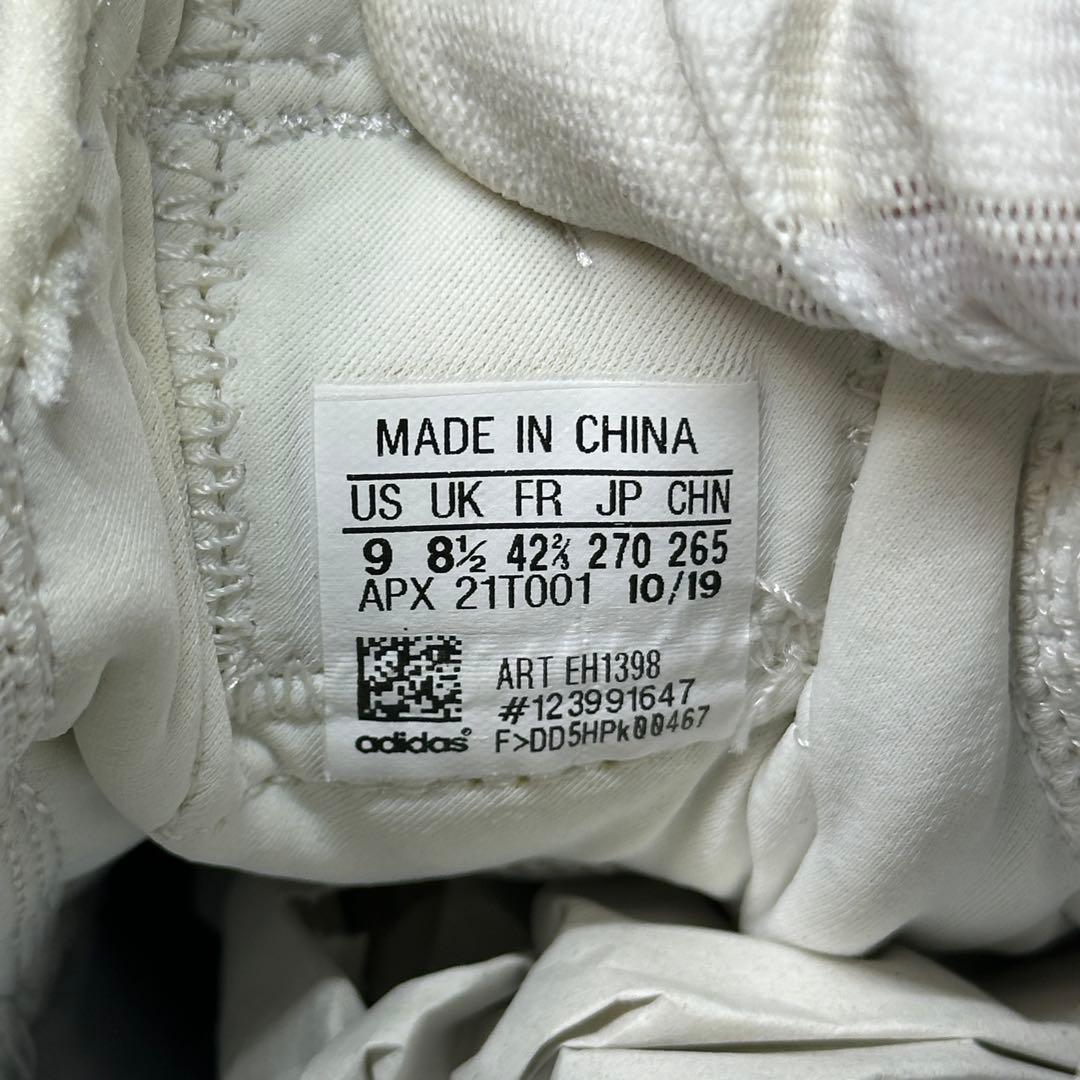 MADE IN CHINA
US UK FR JP CHN
9 8½ 42⅔ 270 265
APX 21T001 10/19
ART EH1398
#123991647
adidas® F>DD5HPk00467